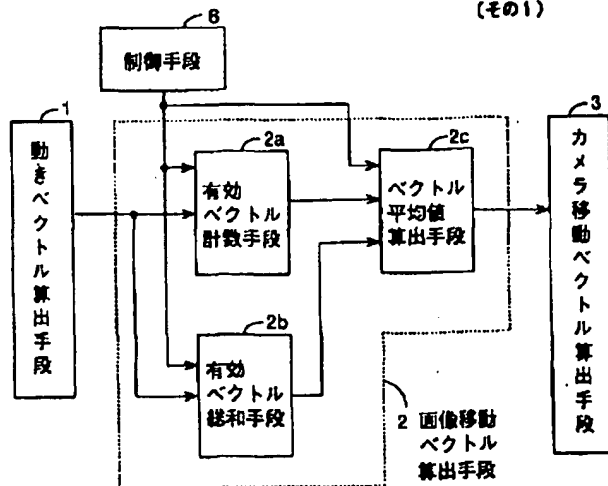 (その1)
6
制御手段
1
動きベクトル算出手段
2a
有効
ベクトル
計数手段
2b
有効
ベクトル
総和手段
2c
ベクトル
平均値
算出手段
3
カメラ移動ベクトル算出手段
2 画像移動
ベクトル
算出手段